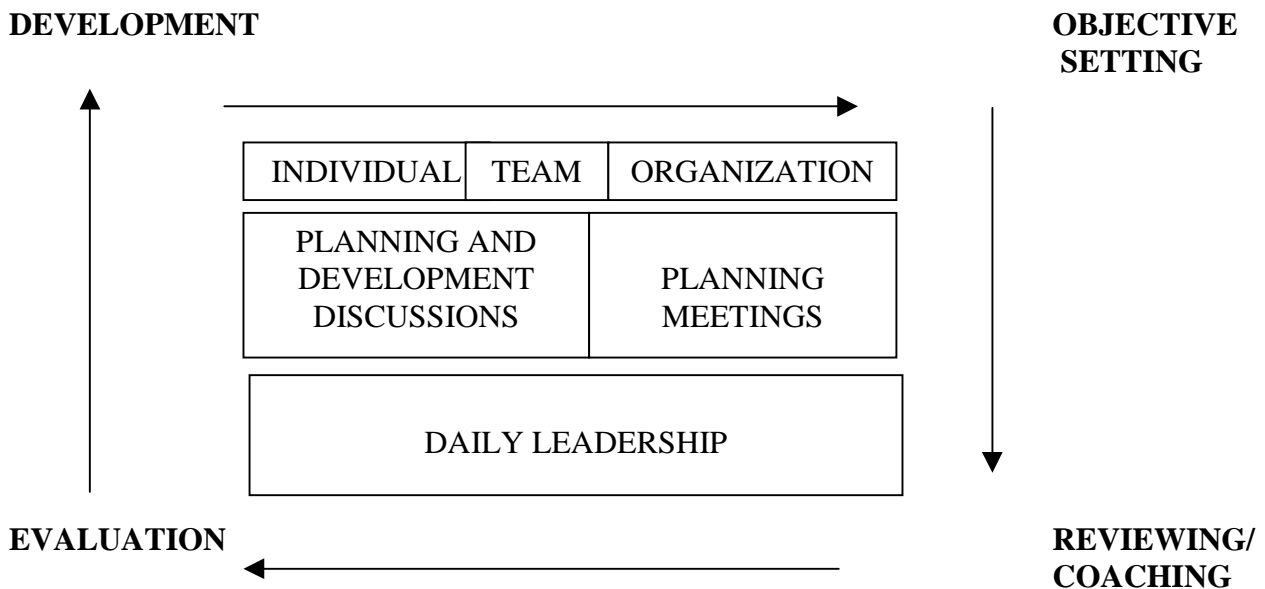 DEVELOPMENT
OBJECTIVE
SETTING
INDIVIDUAL
TEAM
ORGANIZATION
PLANNING AND
DEVELOPMENT
DISCUSSIONS
PLANNING
MEETINGS
DAILY LEADERSHIP
EVALUATION
REVIEWING/
COACHING